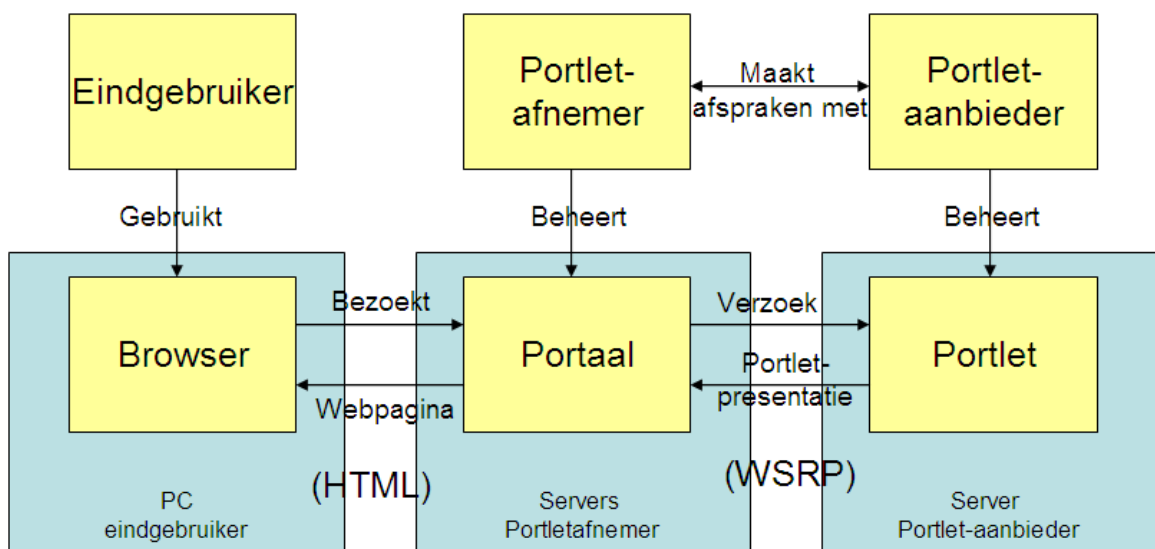 Eindgebruiker
Portlet-
afnemer
Maakt
afspraken met
Portlet-
aanbieder
Gebruikt
Beheert
Beheert
Browser
Bezoekt
Webpagina
Portaal
Verzoek
Portlet-
presentatie
Portlet
(HTML)
(WSRP)
PC
eindgebruiker
Servers
Portletafnemer
Server
Portlet-aanbieder